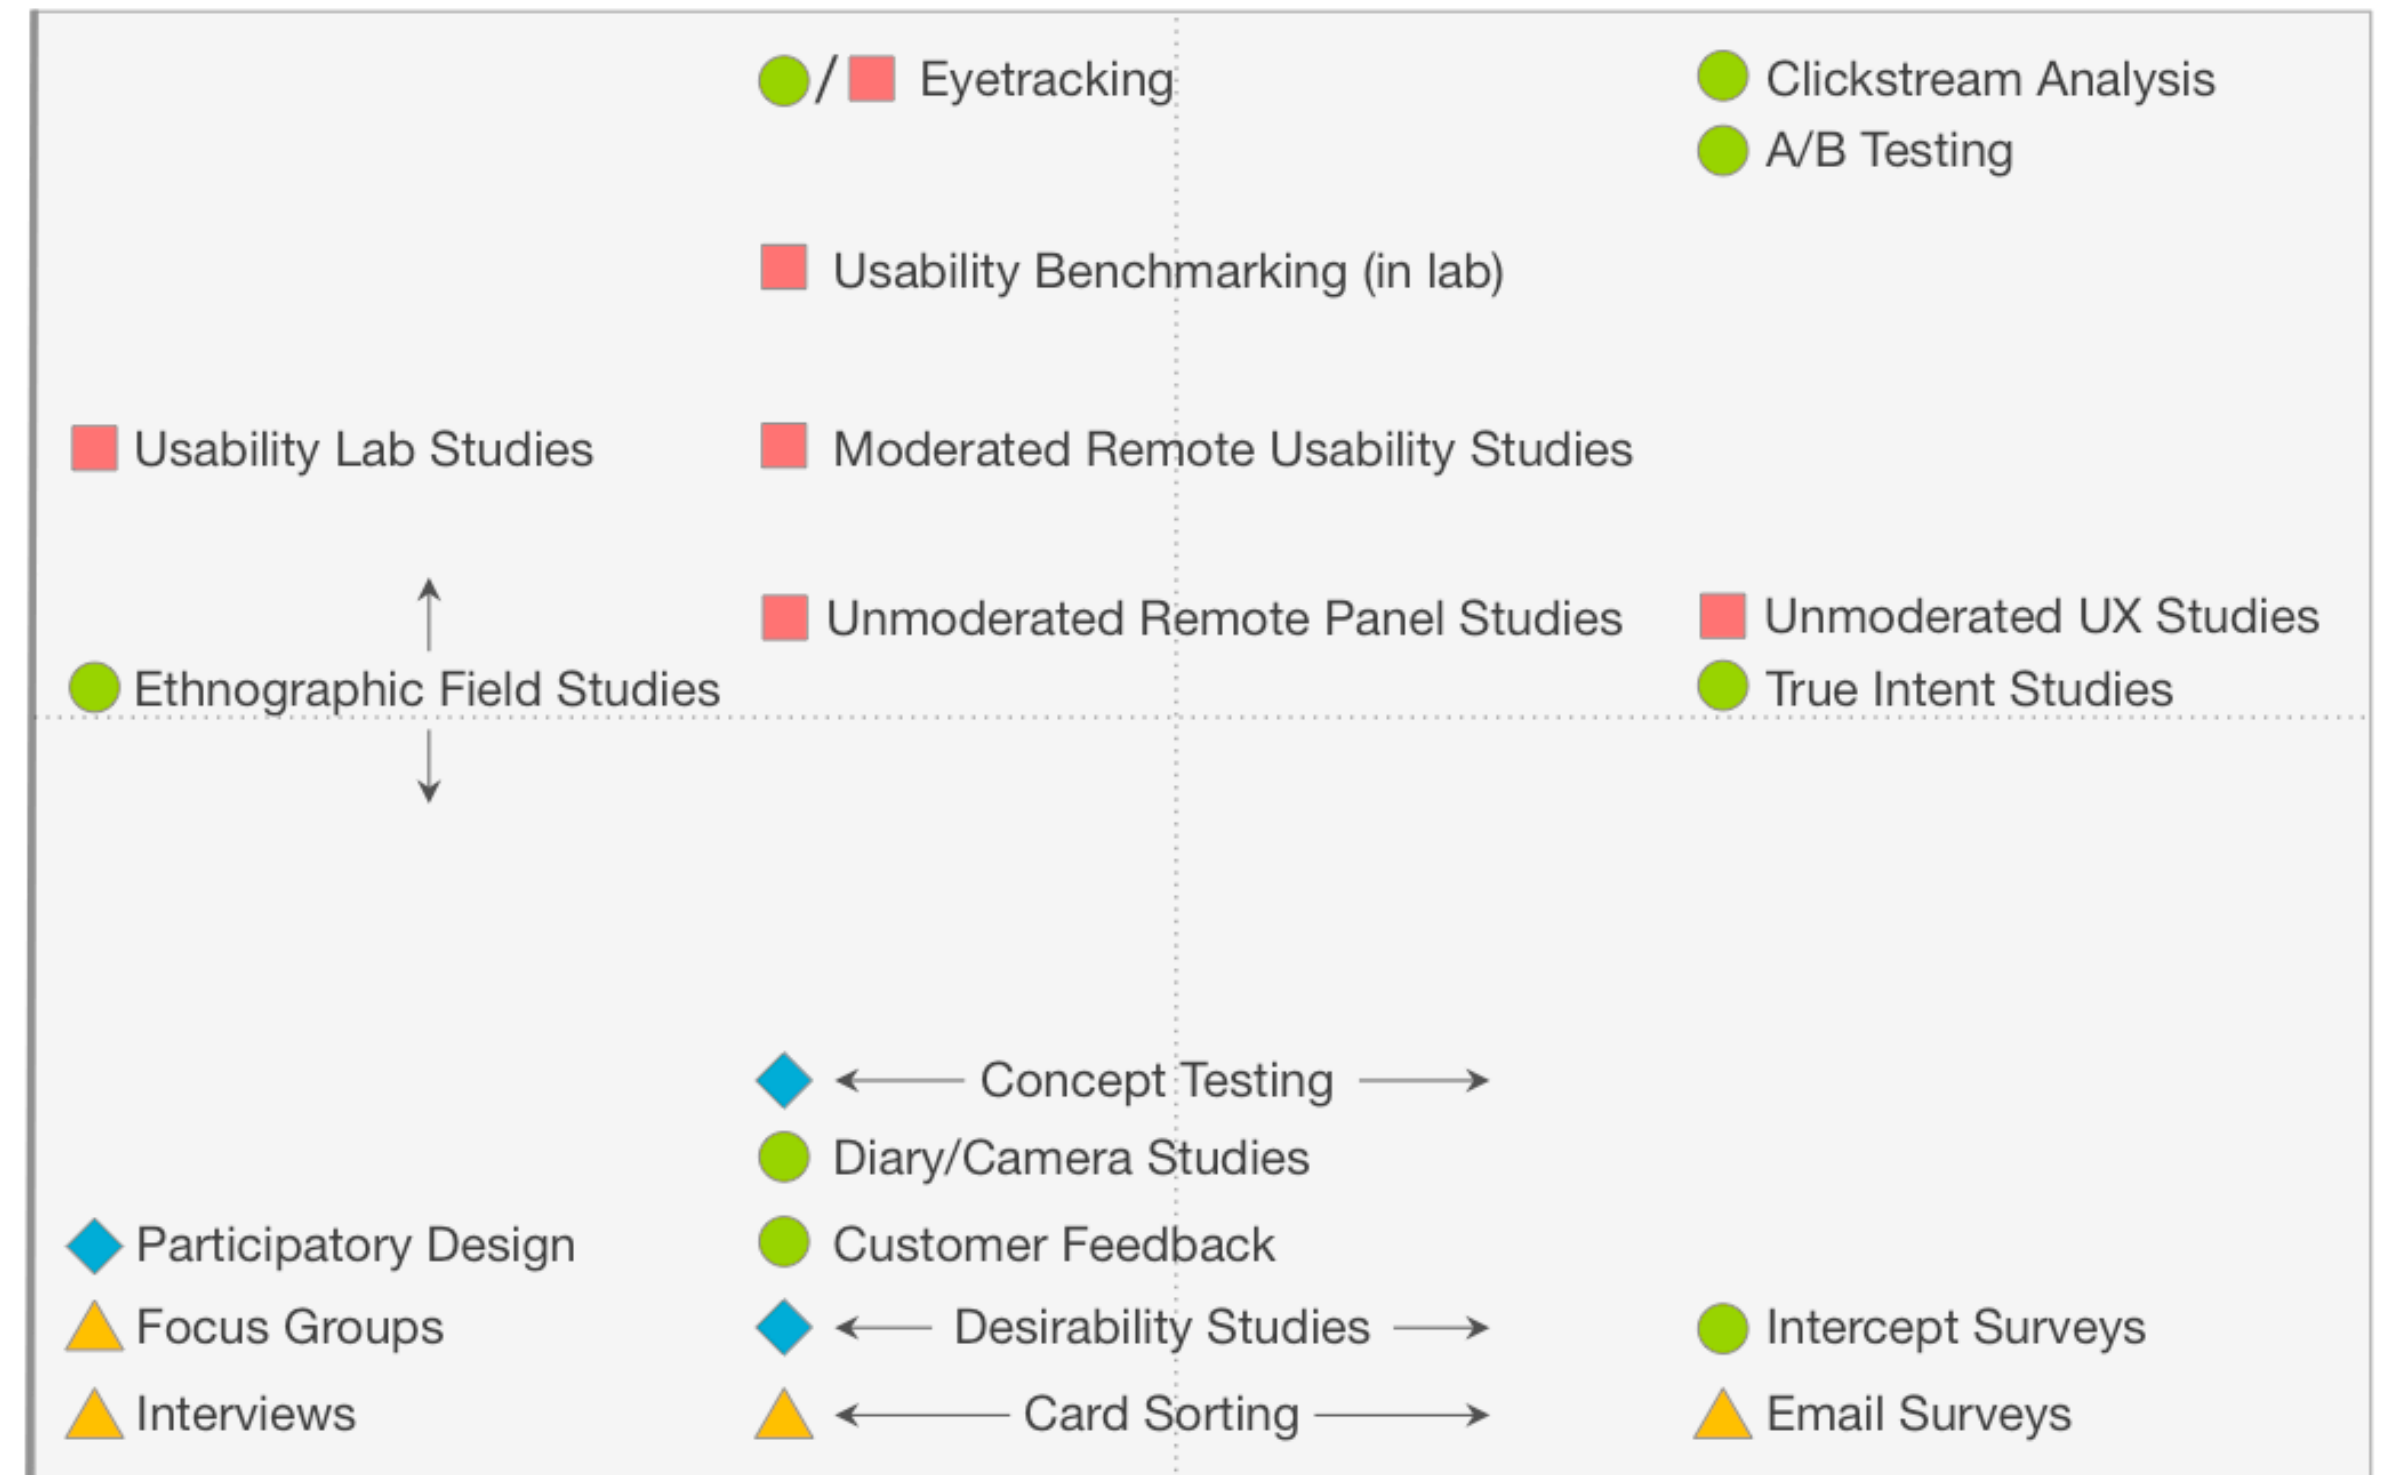 / Eyetracking
Clickstream Analysis
A/B Testing
Usability Benchmarking (in lab)
Usability Lab Studies
Moderated Remote Usability Studies
Unmoderated Remote Panel Studies
Unmoderated UX Studies
Ethnographic Field Studies
True Intent Studies
Concept Testing
Diary/Camera Studies
Participatory Design
Customer Feedback
Focus Groups
Desirability Studies
Intercept Surveys
Interviews
Card Sorting
Email Surveys